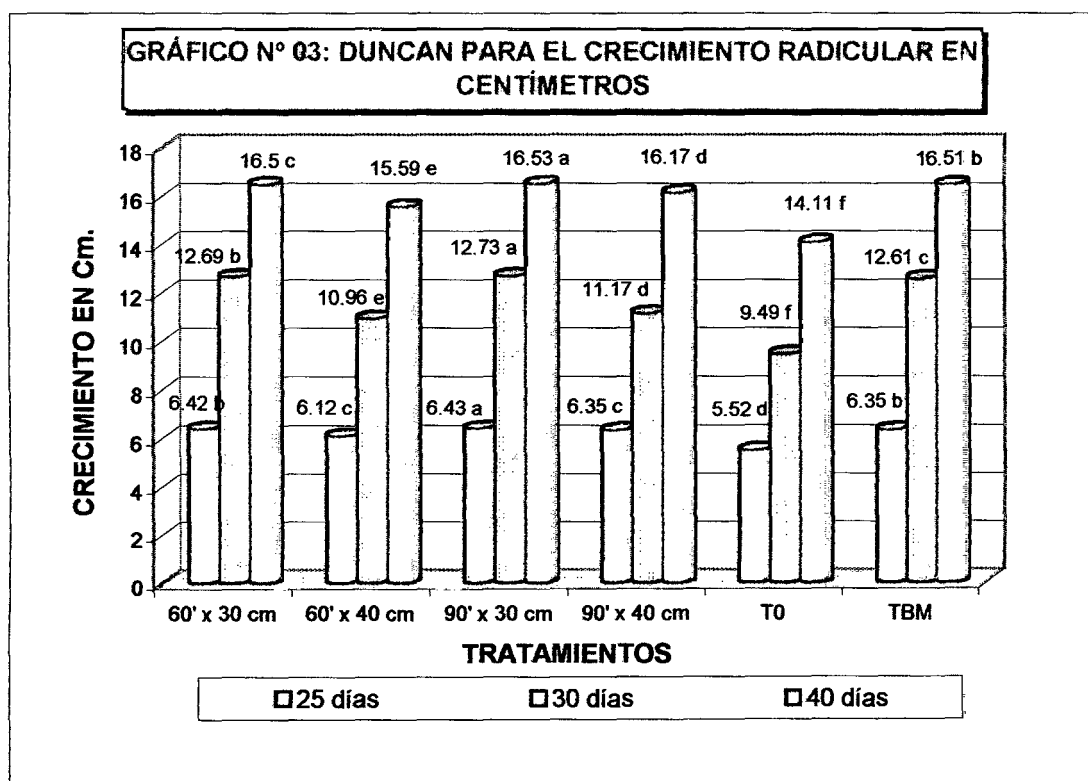 GRÁFICO Nº 03: DUNCAN PARA EL CRECIMIENTO RADICULAR EN
CENTÍMETROS
CRECIMIENTO EN Cm.
18
16
14
12
10
8
6
4
2
0
6.42 b
12.69 b
16.5 c
6.12 c
10.96 e
15.59 e
6.43 a
12.73 a
16.53 a
6.35 c
11.17 d
16.17 d
5.52 d
9.49 f
14.11 f
6.35 b
12.61 c
16.51 b
60' x 30 cm
60' x 40 cm
90' x 30 cm
90' x 40 cm
T0
TBM
TRATAMIENTOS
25 días
30 días
40 días